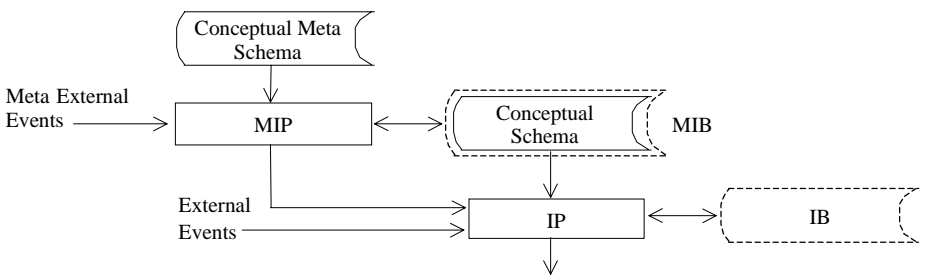 Conceptual Meta
Schema
Meta External
Events
MIP
Conceptual
Schema
MIB
External
Events
IP
IB